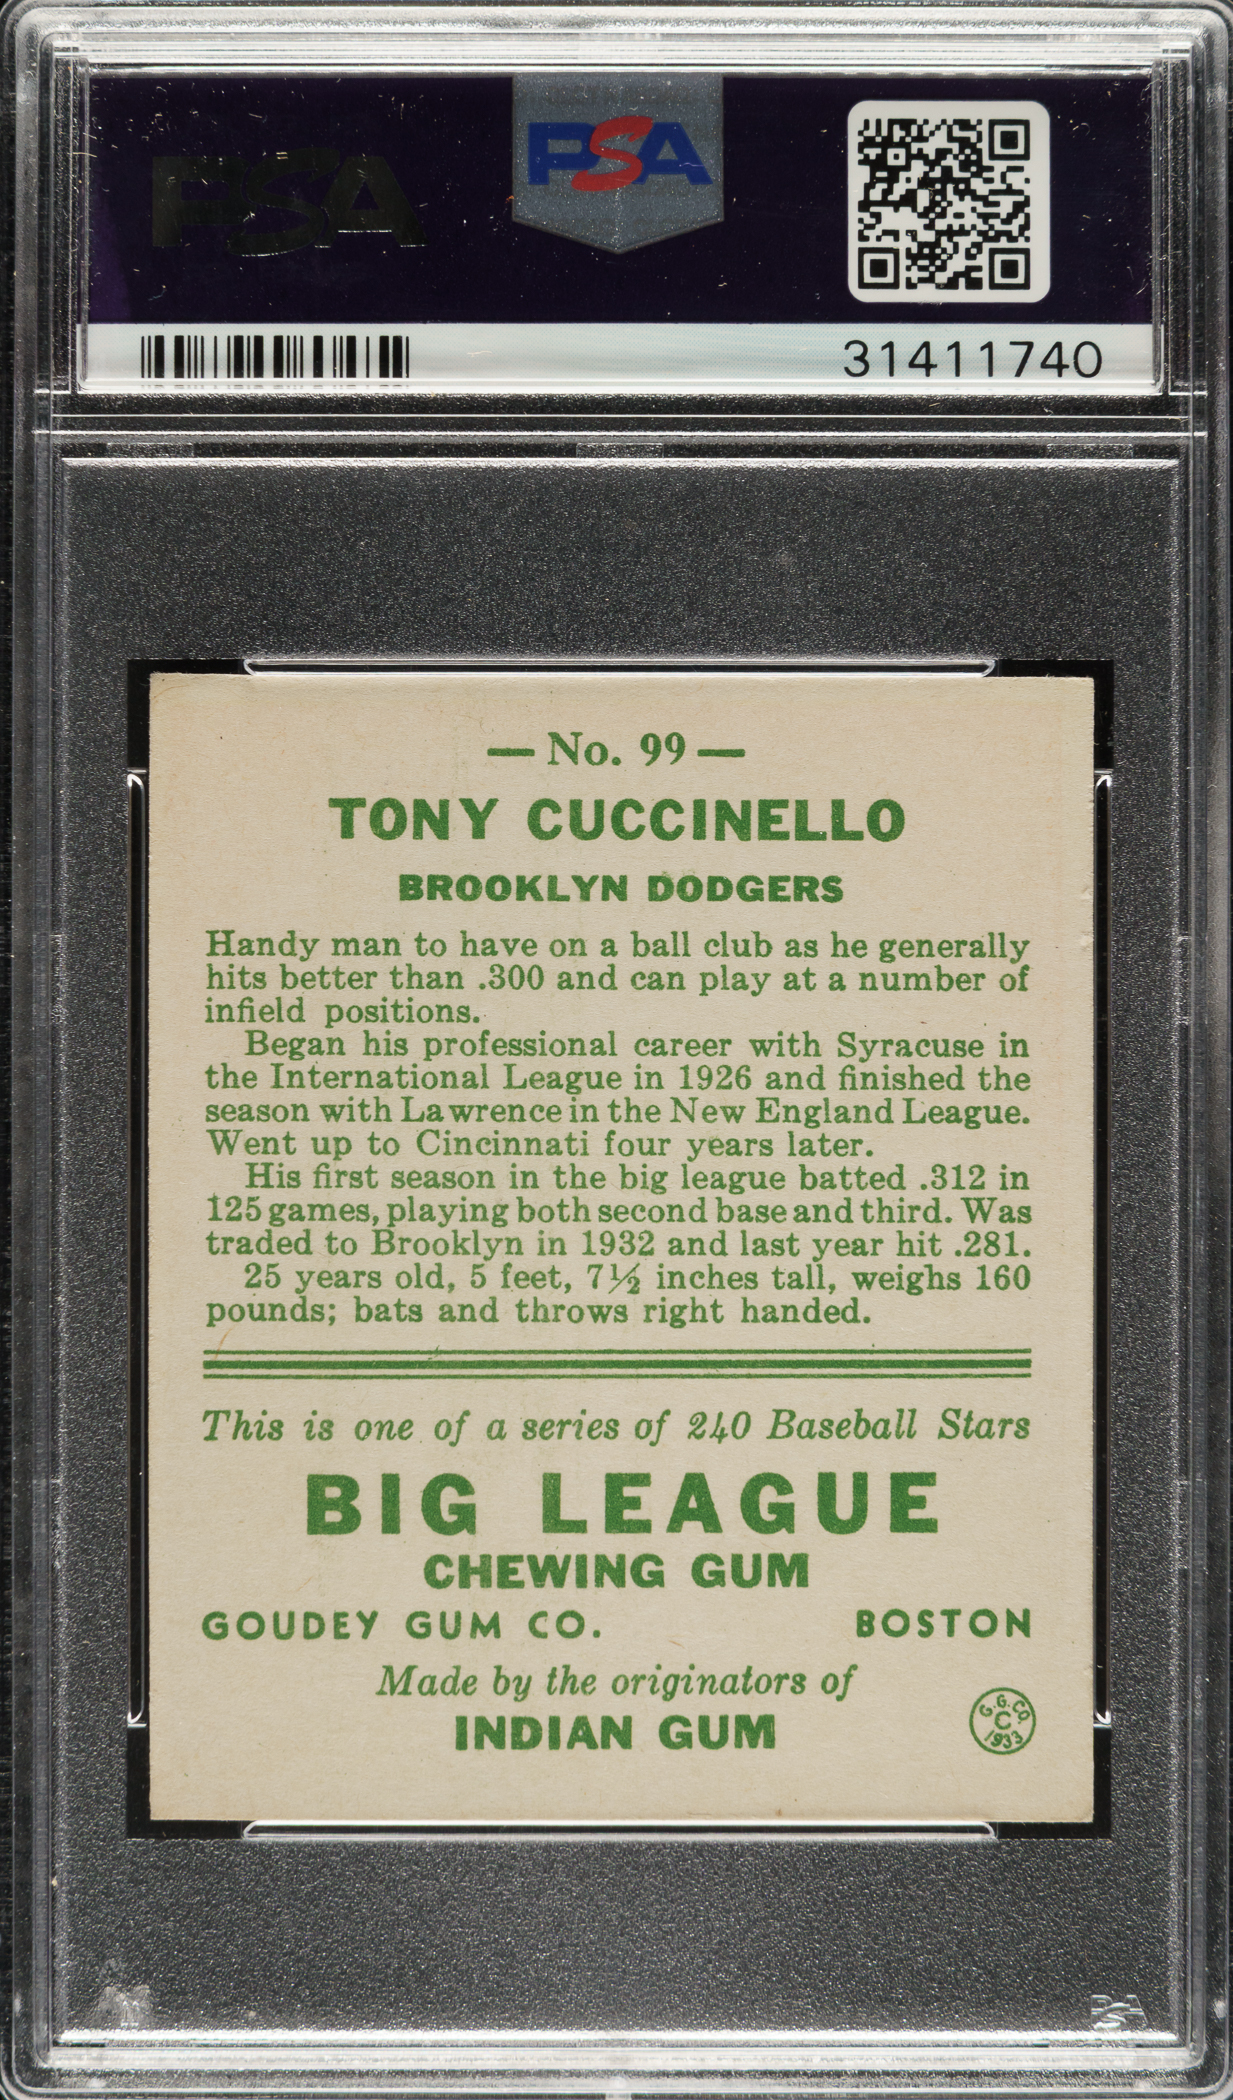 PSA
PSA
31411740
— No. 99 —
TONY CUCCINELLO
BROOKLYN DODGERS
Handy man to have on a ball club as he generally
hits better than .300 and can play at a number of
infield positions.
Began his professional career with Syracuse in
the International League in 1926 and finished the
season with Lawrence in the New England League.
Went up to Cincinnati four years later.
His first season in the big league batted .312 in
125 games, playing both second base and third. Was
traded to Brooklyn in 1932 and last year hit .281.
25 years old, 5 feet, 7½ inches tall, weighs 160
pounds; bats and throws right handed.
This is one of a series of 240 Baseball Stars
BIG LEAGUE
CHEWING GUM
GOUDEY GUM CO. BOSTON
Made by the originators of
INDIAN GUM
G.G.CO.
C
1933
PSA